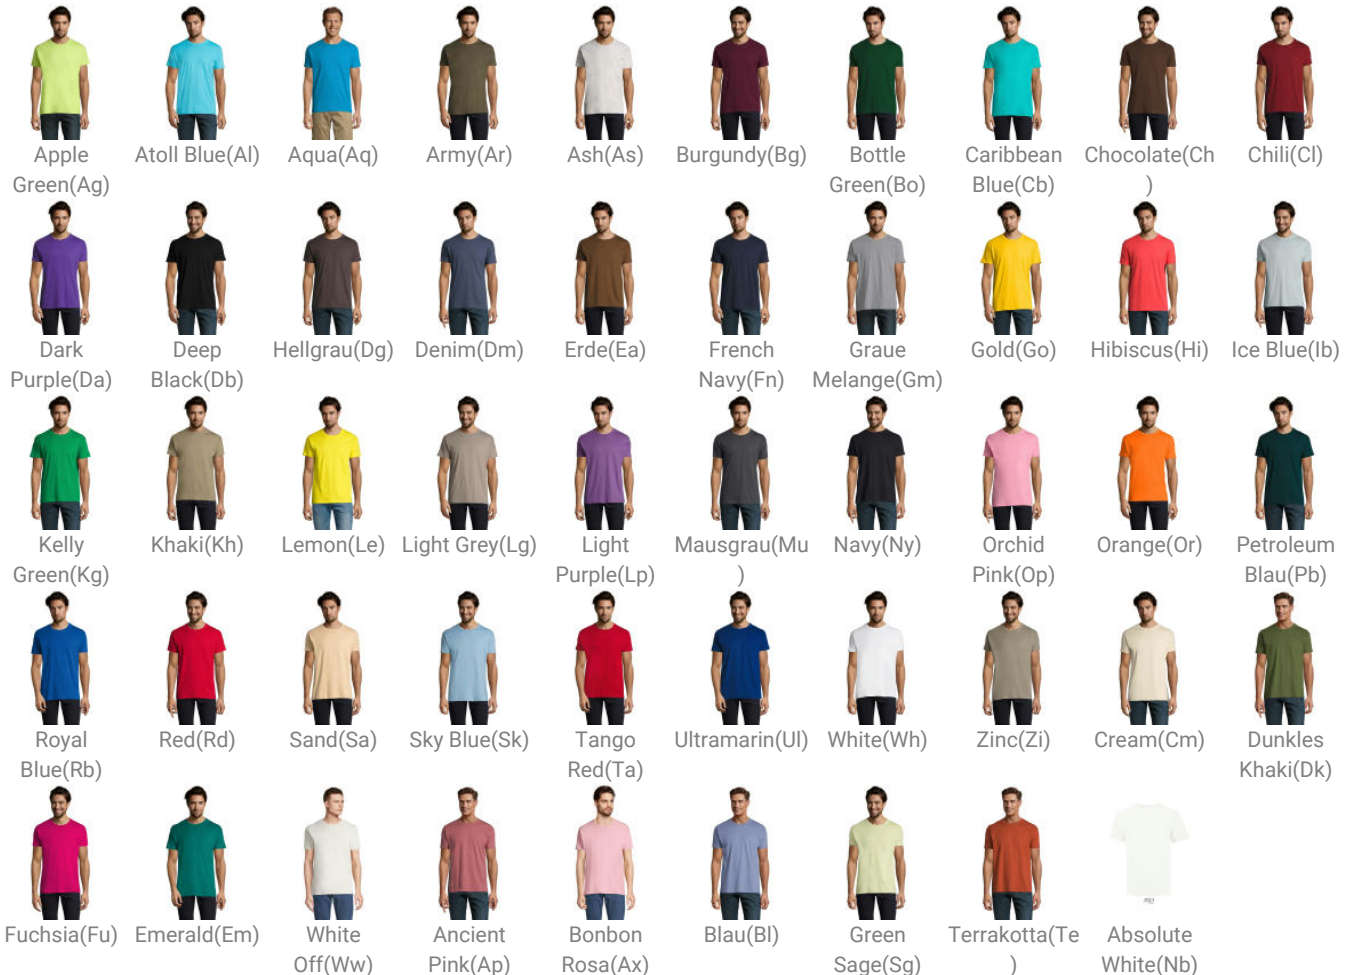 Apple
Green(Ag)
Atoll Blue(Al)
Aqua(Aq)
Army(Ar)
Ash(As)
Burgundy(Bg)
Bottle
Green(Bo)
Caribbean
Blue(Cb)
Chocolate(Ch
)
Chili(Cl)
Dark
Purple(Da)
Deep
Black(Db)
Hellgrau(Dg)
Denim(Dm)
Erde(Ea)
French
Navy(Fn)
Graue
Melange(Gm)
Gold(Go)
Hibiscus(Hi)
Ice Blue(Ib)
Kelly
Green(Kg)
Khaki(Kh)
Lemon(Le)
Light Grey(Lg)
Light
Purple(Lp)
Mausgrau(Mu
)
Navy(Ny)
Orchid
Pink(Op)
Orange(Or)
Petroleum
Blau(Pb)
Royal
Blue(Rb)
Red(Rd)
Sand(Sa)
Sky Blue(Sk)
Tango
Red(Ta)
Ultramarin(Ul)
White(Wh)
Zinc(Zi)
Cream(Cm)
Dunkles
Khaki(Dk)
Fuchsia(Fu)
Emerald(Em)
White
Off(Ww)
Ancient
Pink(Ap)
Bonbon
Rosa(Ax)
Blau(Bl)
Green
Sage(Sg)
Terrakotta(Te
)
Absolute
White(Nb)